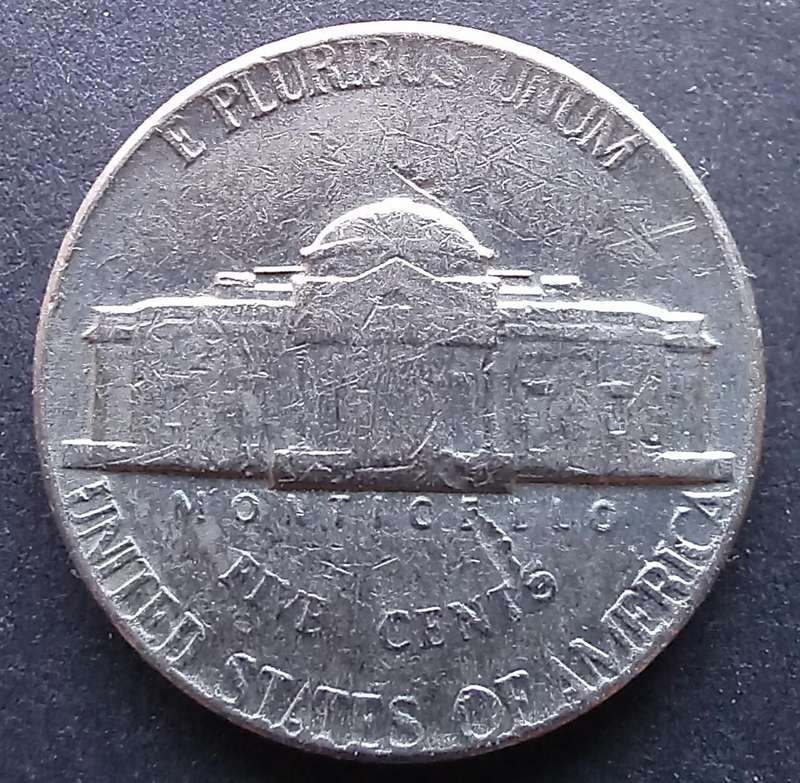 E PLURIBUS UNUM
MONTICELLO
FIVE CENTS
UNITED STATES OF AMERICA